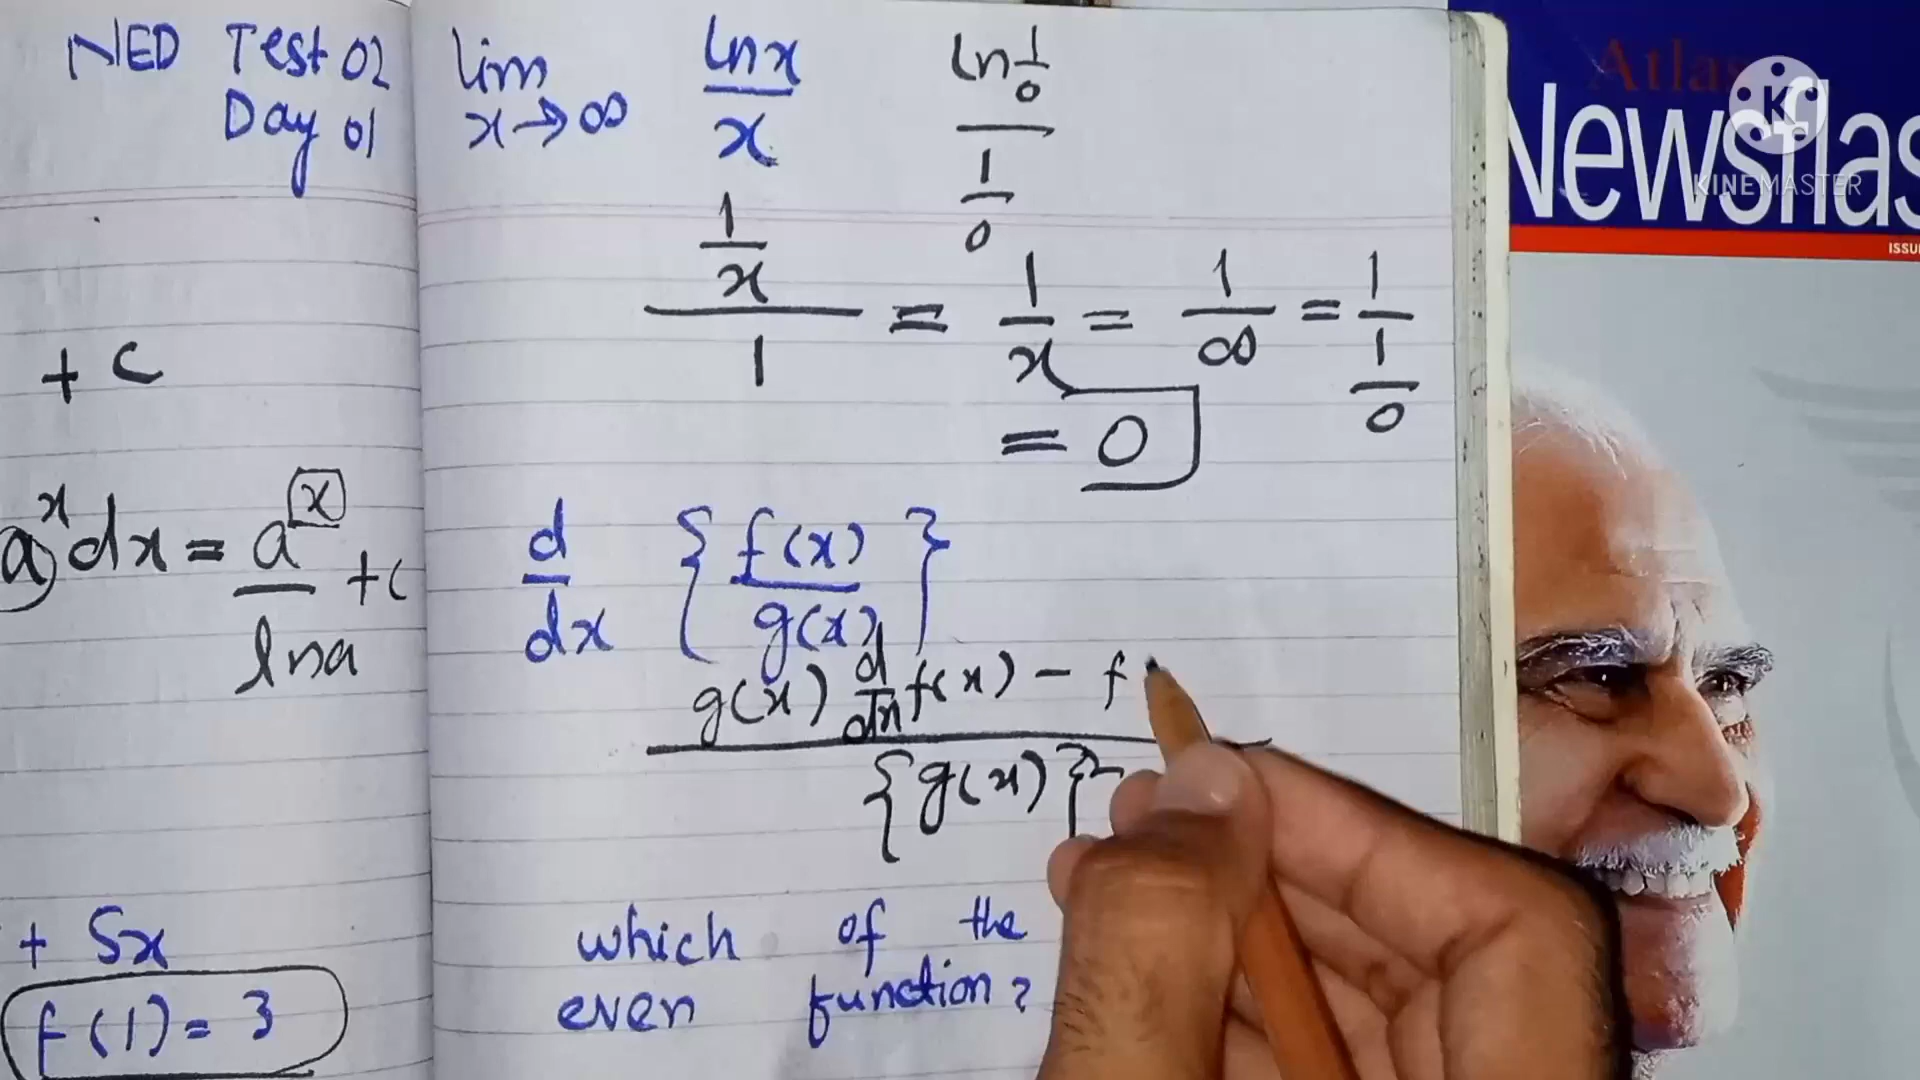 NED Test 02
Day 01
+ C
a^x dx = a^x / ln a + C
+ 5x
f(1) = 3
lim x→∞ ln x / x
ln 1/0 / 1/0
1/x / 1 = 1/x = 1/∞ = 1 / 1/0
= 0
d/dx { f(x) / g(x) }
g(x) d/dx f(x) - f
{ g(x) }²
which of the
even function?
Atlas
Newsflas
ISSU
K
KINEMASTER